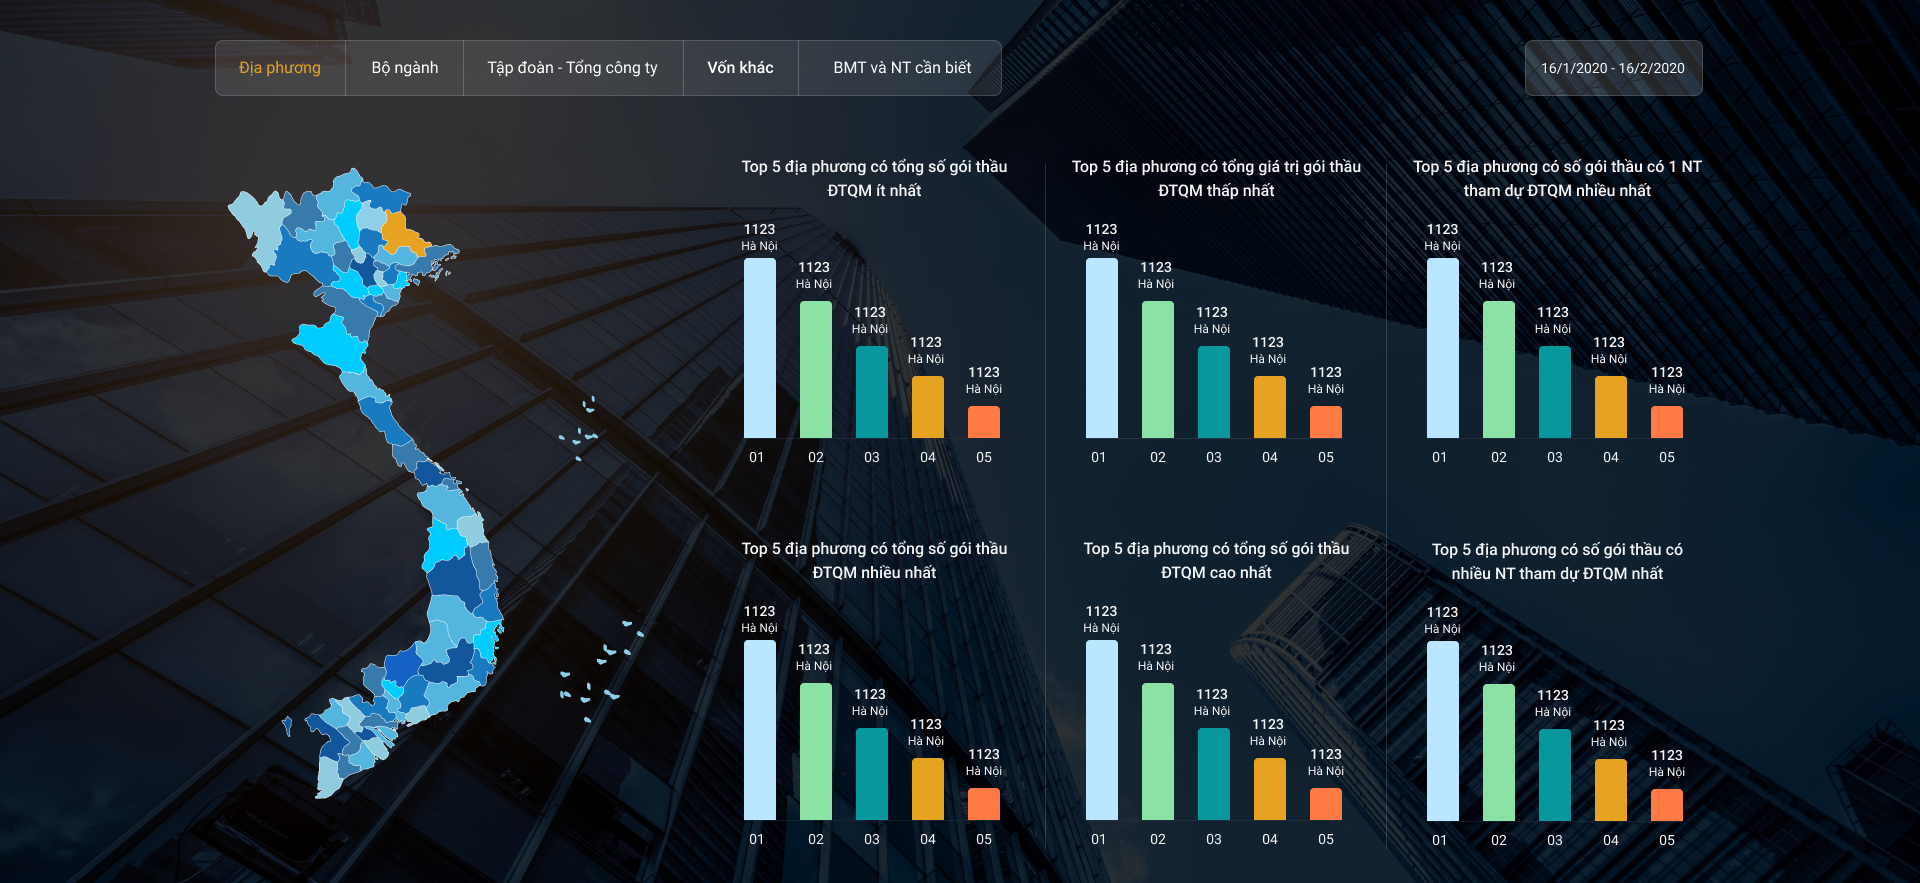 Địa phương
Bộ ngành
Tập đoàn - Tổng công ty
Vốn khác
BMT và NT cần biết
16/1/2020 - 16/2/2020
Top 5 địa phương có tổng số gói thầu
ĐTQM ít nhất
1123
Hà Nội
1123
Hà Nội
1123
Hà Nội
1123
Hà Nội
1123
Hà Nội
01 02 03 04 05
Top 5 địa phương có tổng giá trị gói thầu
ĐTQM thấp nhất
1123
Hà Nội
1123
Hà Nội
1123
Hà Nội
1123
Hà Nội
1123
Hà Nội
01 02 03 04 05
Top 5 địa phương có số gói thầu có 1 NT
tham dự ĐTQM nhiều nhất
1123
Hà Nội
1123
Hà Nội
1123
Hà Nội
1123
Hà Nội
1123
Hà Nội
01 02 03 04 05
Top 5 địa phương có tổng số gói thầu
ĐTQM nhiều nhất
1123
Hà Nội
1123
Hà Nội
1123
Hà Nội
1123
Hà Nội
1123
Hà Nội
01 02 03 04 05
Top 5 địa phương có tổng số gói thầu
ĐTQM cao nhất
1123
Hà Nội
1123
Hà Nội
1123
Hà Nội
1123
Hà Nội
1123
Hà Nội
01 02 03 04 05
Top 5 địa phương có số gói thầu có
nhiều NT tham dự ĐTQM nhất
1123
Hà Nội
1123
Hà Nội
1123
Hà Nội
1123
Hà Nội
1123
Hà Nội
01 02 03 04 05